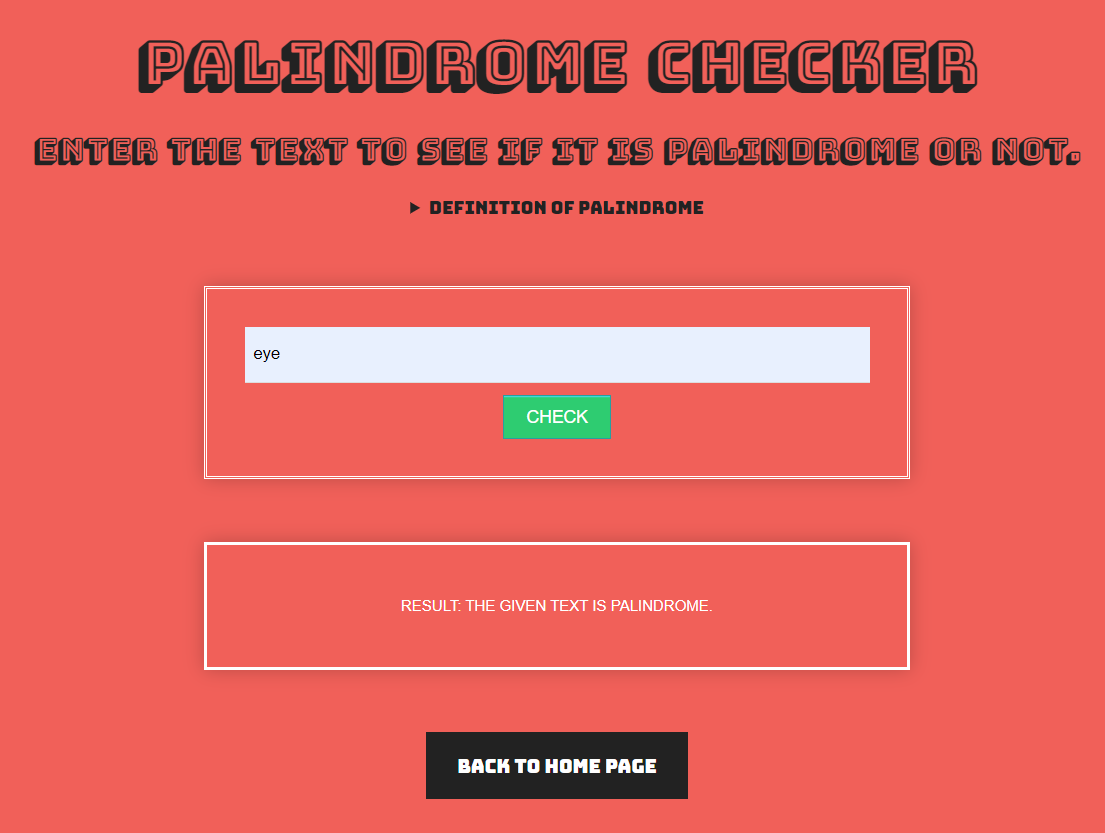 PALINDROME CHECKER
ENTER THE TEXT TO SEE IF IT IS PALINDROME OR NOT.
DEFINITION OF PALINDROME
eye
CHECK
RESULT: THE GIVEN TEXT IS PALINDROME.
BACK TO HOME PAGE